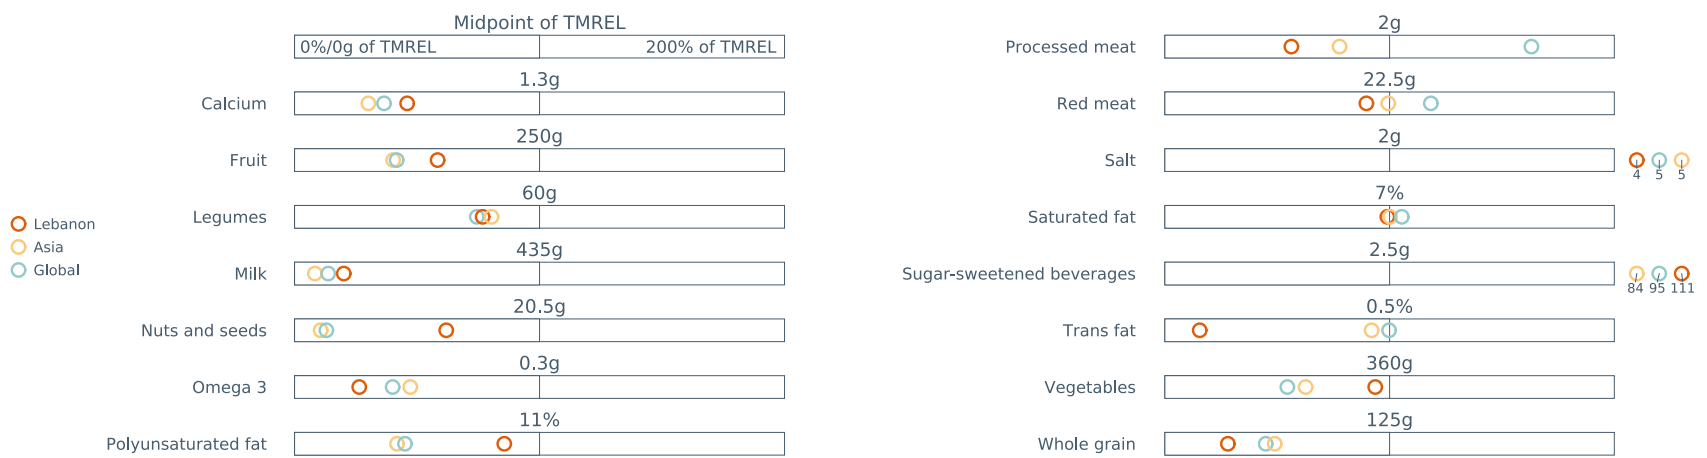 Midpoint of TMREL
0%/0g of TMREL 200% of TMREL
1.3g
Calcium
250g
Fruit
60g
Legumes
435g
Milk
20.5g
Nuts and seeds
0.3g
Omega 3
11%
Polyunsaturated fat
Lebanon
Asia
Global
2g
Processed meat
22.5g
Red meat
2g
Salt
4 5 5
7%
Saturated fat
2.5g
Sugar-sweetened beverages
84 95 111
0.5%
Trans fat
360g
Vegetables
125g
Whole grain